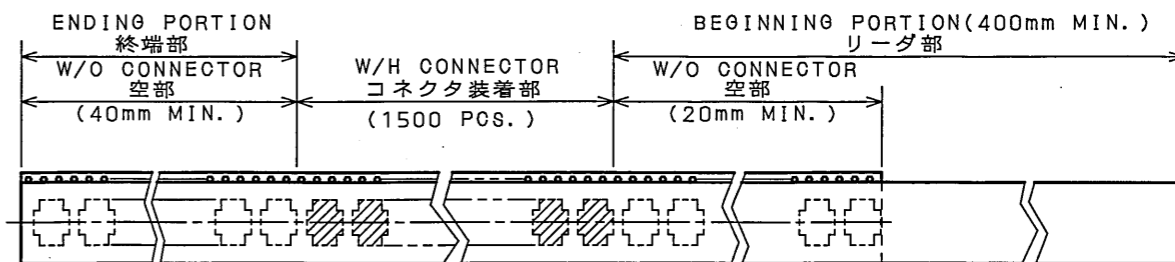 ENDING PORTION
終端部
BEGINNING PORTION(400mm MIN.)
リーダ部
W/O CONNECTOR
空部
(40mm MIN.)
W/H CONNECTOR
コネクタ装着部
(1500 PCS.)
W/O CONNECTOR
空部
(20mm MIN.)